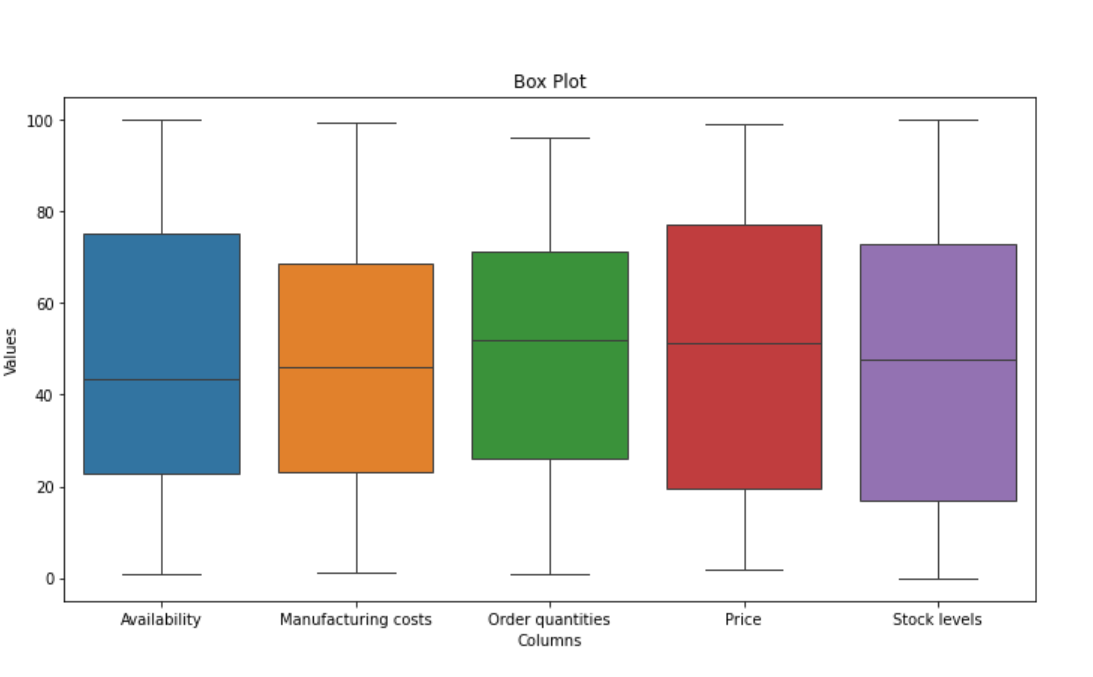 Box Plot
100
80
60
40
20
0
Values
Availability Manufacturing costs Order quantities Price Stock levels
Columns